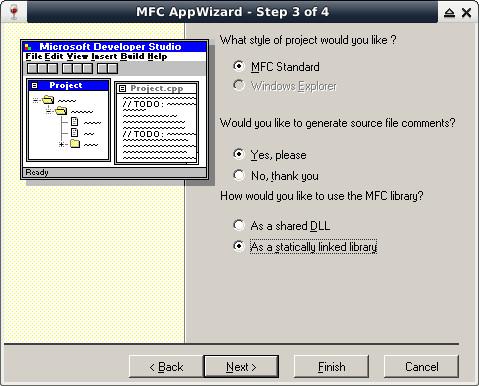 MFC AppWizard - Step 3 of 4
Microsoft Developer Studio
File Edit View Insert Build Help
Project
Project.cpp
// TODO:
// TODO:
Ready
What style of project would you like ?
MFC Standard
Windows Explorer
Would you like to generate source file comments?
Yes, please
No, thank you
How would you like to use the MFC library?
As a shared DLL
As a statically linked library
< Back
Next >
Finish
Cancel